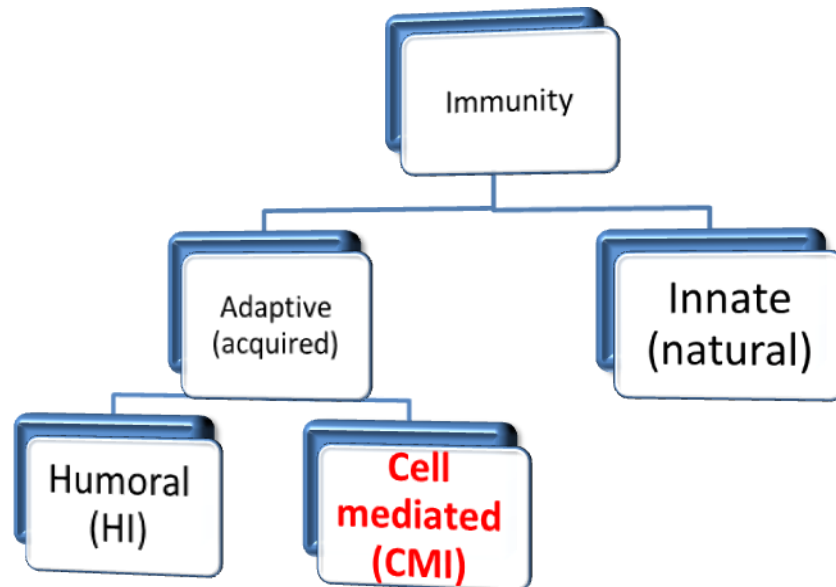 Immunity
Adaptive
(acquired)
Innate
(natural)
Humoral
(HI)
Cell
mediated
(CMI)